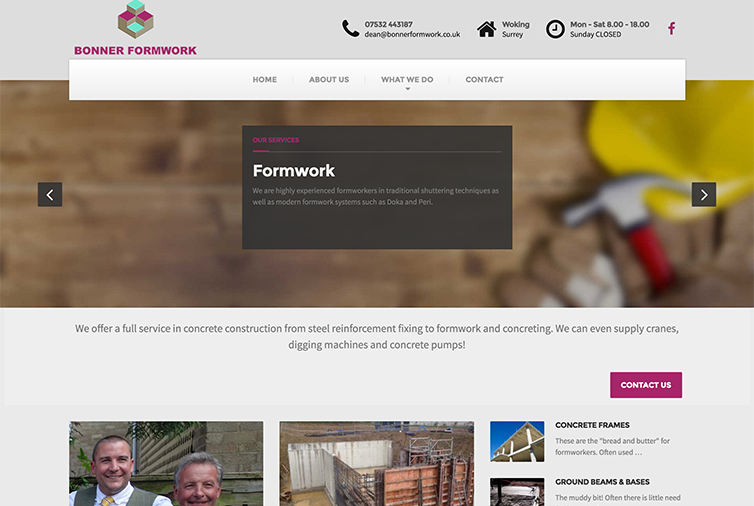 BONNER FORMWORK
07532 443187
dean@bonnerformwork.co.uk
Woking
Surrey
Mon - Sat 8.00 - 18.00
Sunday CLOSED
HOME
ABOUT US
WHAT WE DO
CONTACT
OUR SERVICES
Formwork
We are highly experienced formworkers in traditional shuttering techniques as
well as modern formwork systems such as Doka and Peri.
We offer a full service in concrete construction from steel reinforcement fixing to formwork and concreting. We can even supply cranes,
digging machines and concrete pumps!
CONTACT US
CONCRETE FRAMES
These are the "bread and butter" for
formworkers. Often used ...
GROUND BEAMS & BASES
The muddy bit! Often there is little need